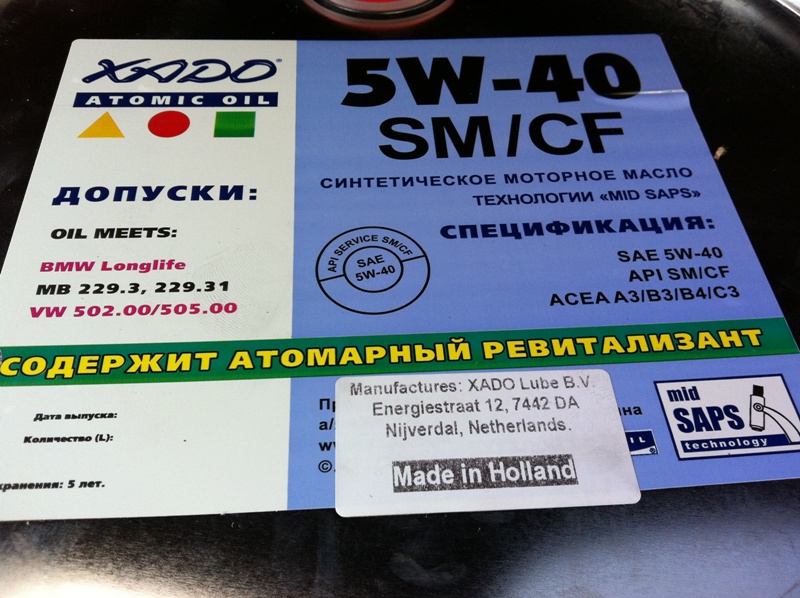 XADO®
ATOMIC OIL
ДОПУСКИ:
OIL MEETS:
BMW Longlife
MB 229.3, 229.31
VW 502.00/505.00
5W-40
SM/CF
СИНТЕТИЧЕСКОЕ МОТОРНОЕ МАСЛО
ТЕХНОЛОГИИ «MID SAPS»
СПЕЦИФИКАЦИЯ:
API SERVICE SM/CF
SAE
5W-40
SAE 5W-40
API SM/CF
ACEA A3/B3/B4/C3
СОДЕРЖИТ АТОМАРНЫЙ РЕВИТАЛИЗАНТ
Дата выпуска:
Количество (L):
хранения: 5 лет.
Manufactures: XADO Lube B.V.
Energiestraat 12, 7442 DA
Nijverdal, Netherlands.
Made in Holland
mid
SAPS
technology